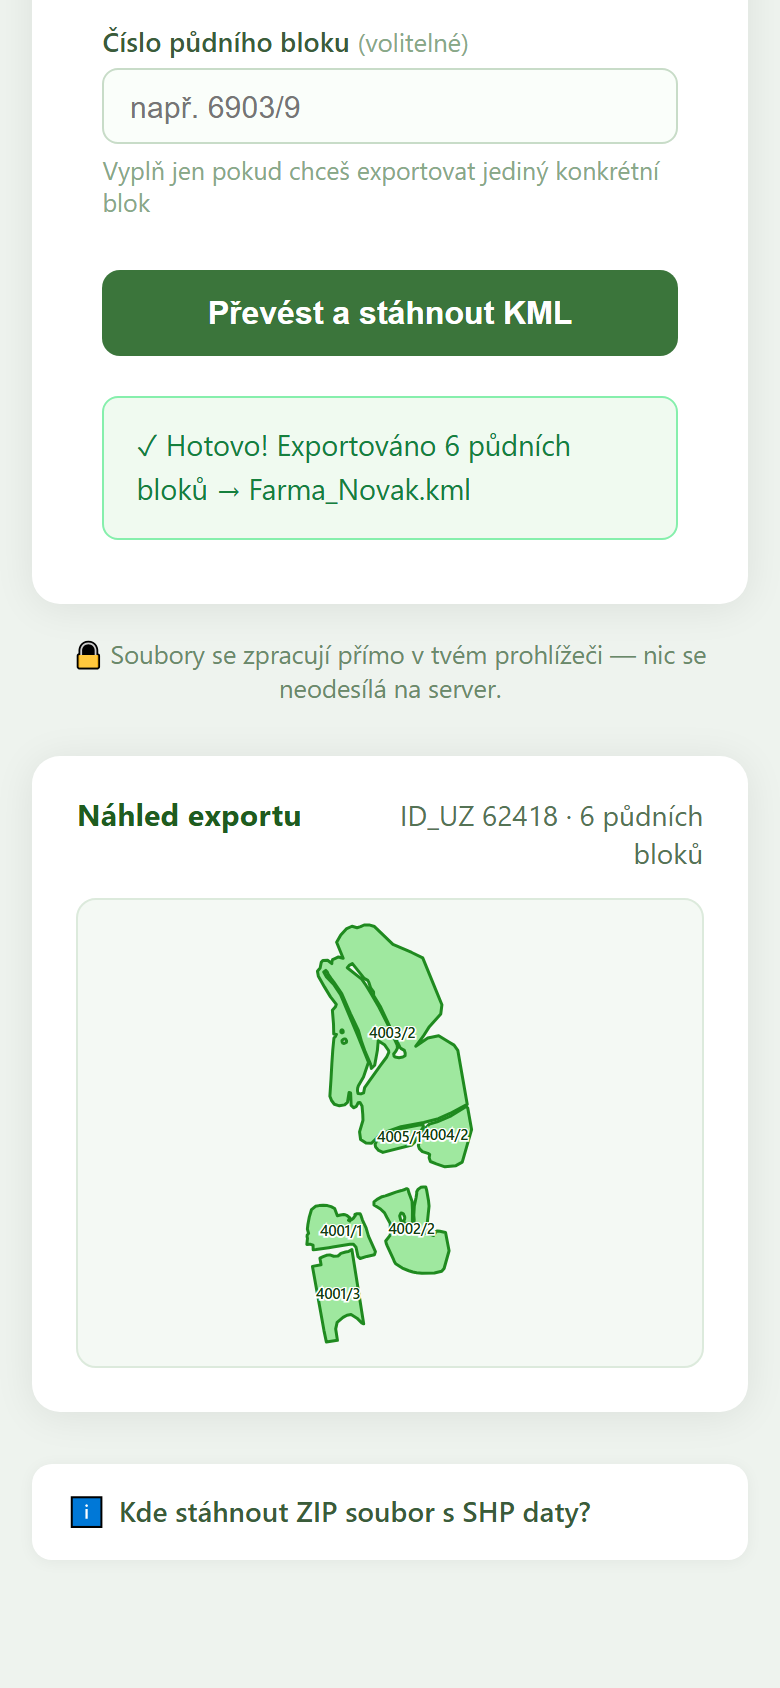 Číslo půdního bloku (volitelné)
např. 6903/9
Vyplň jen pokud chceš exportovat jediný konkrétní
blok
Převést a stáhnout KML
✓ Hotovo! Exportováno 6 půdních
bloků → Farma_Novak.kml
🔒 Soubory se zpracují přímo v tvém prohlížeči — nic se
neodesílá na server.
Náhled exportu
ID_UZ 62418 · 6 půdních
bloků
4003/2
4005/1
4004/2
4001/1
4002/2
4001/3
ℹ️ Kde stáhnout ZIP soubor s SHP daty?